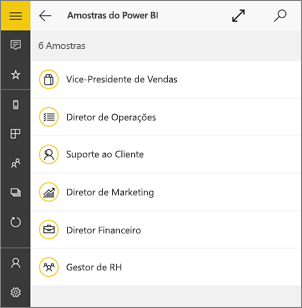 Amostras do Power BI
6 Amostras
Vice-Presidente de Vendas
Diretor de Operações
Suporte ao Cliente
Diretor de Marketing
Diretor Financeiro
Gestor de RH